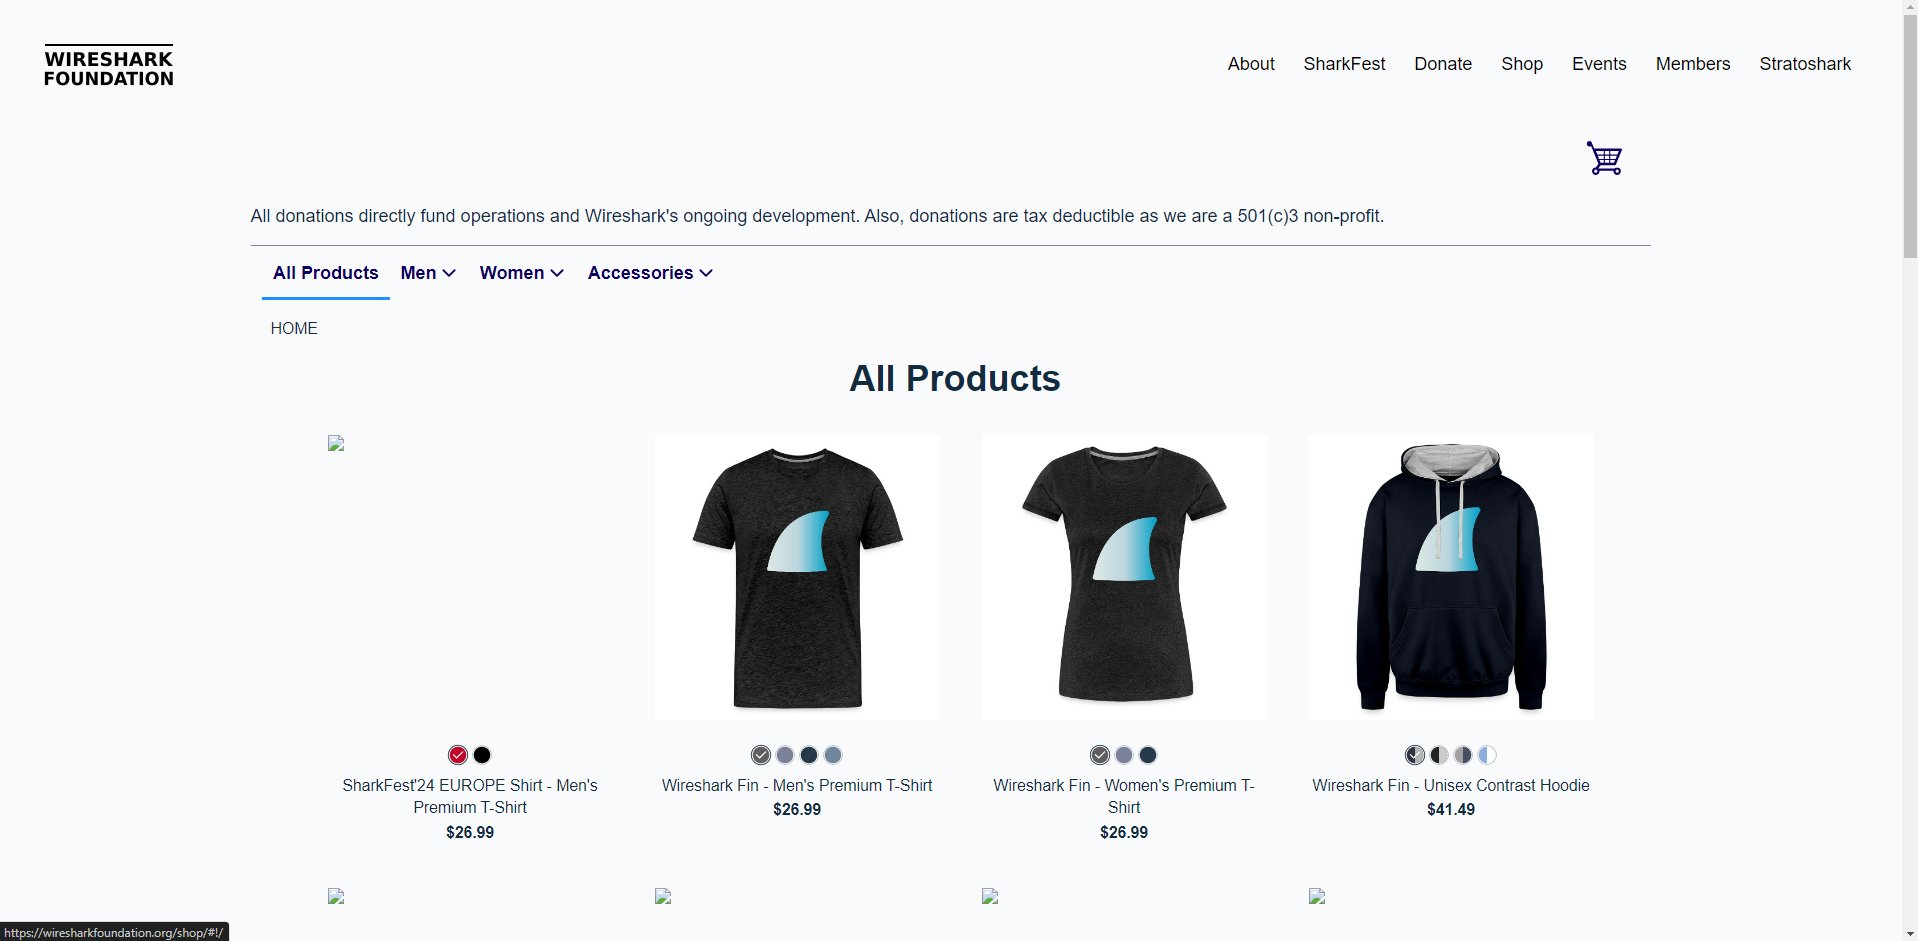 WIRESHARK
FOUNDATION
About SharkFest Donate Shop Events Members Stratoshark
All donations directly fund operations and Wireshark's ongoing development. Also, donations are tax deductible as we are a 501(c)3 non-profit.
All Products Men Women Accessories
HOME
All Products
SharkFest'24 EUROPE Shirt - Men's
Premium T-Shirt
$26.99
Wireshark Fin - Men's Premium T-Shirt
$26.99
Wireshark Fin - Women's Premium T-
Shirt
$26.99
Wireshark Fin - Unisex Contrast Hoodie
$41.49
https://wiresharkfoundation.org/shop/#!/